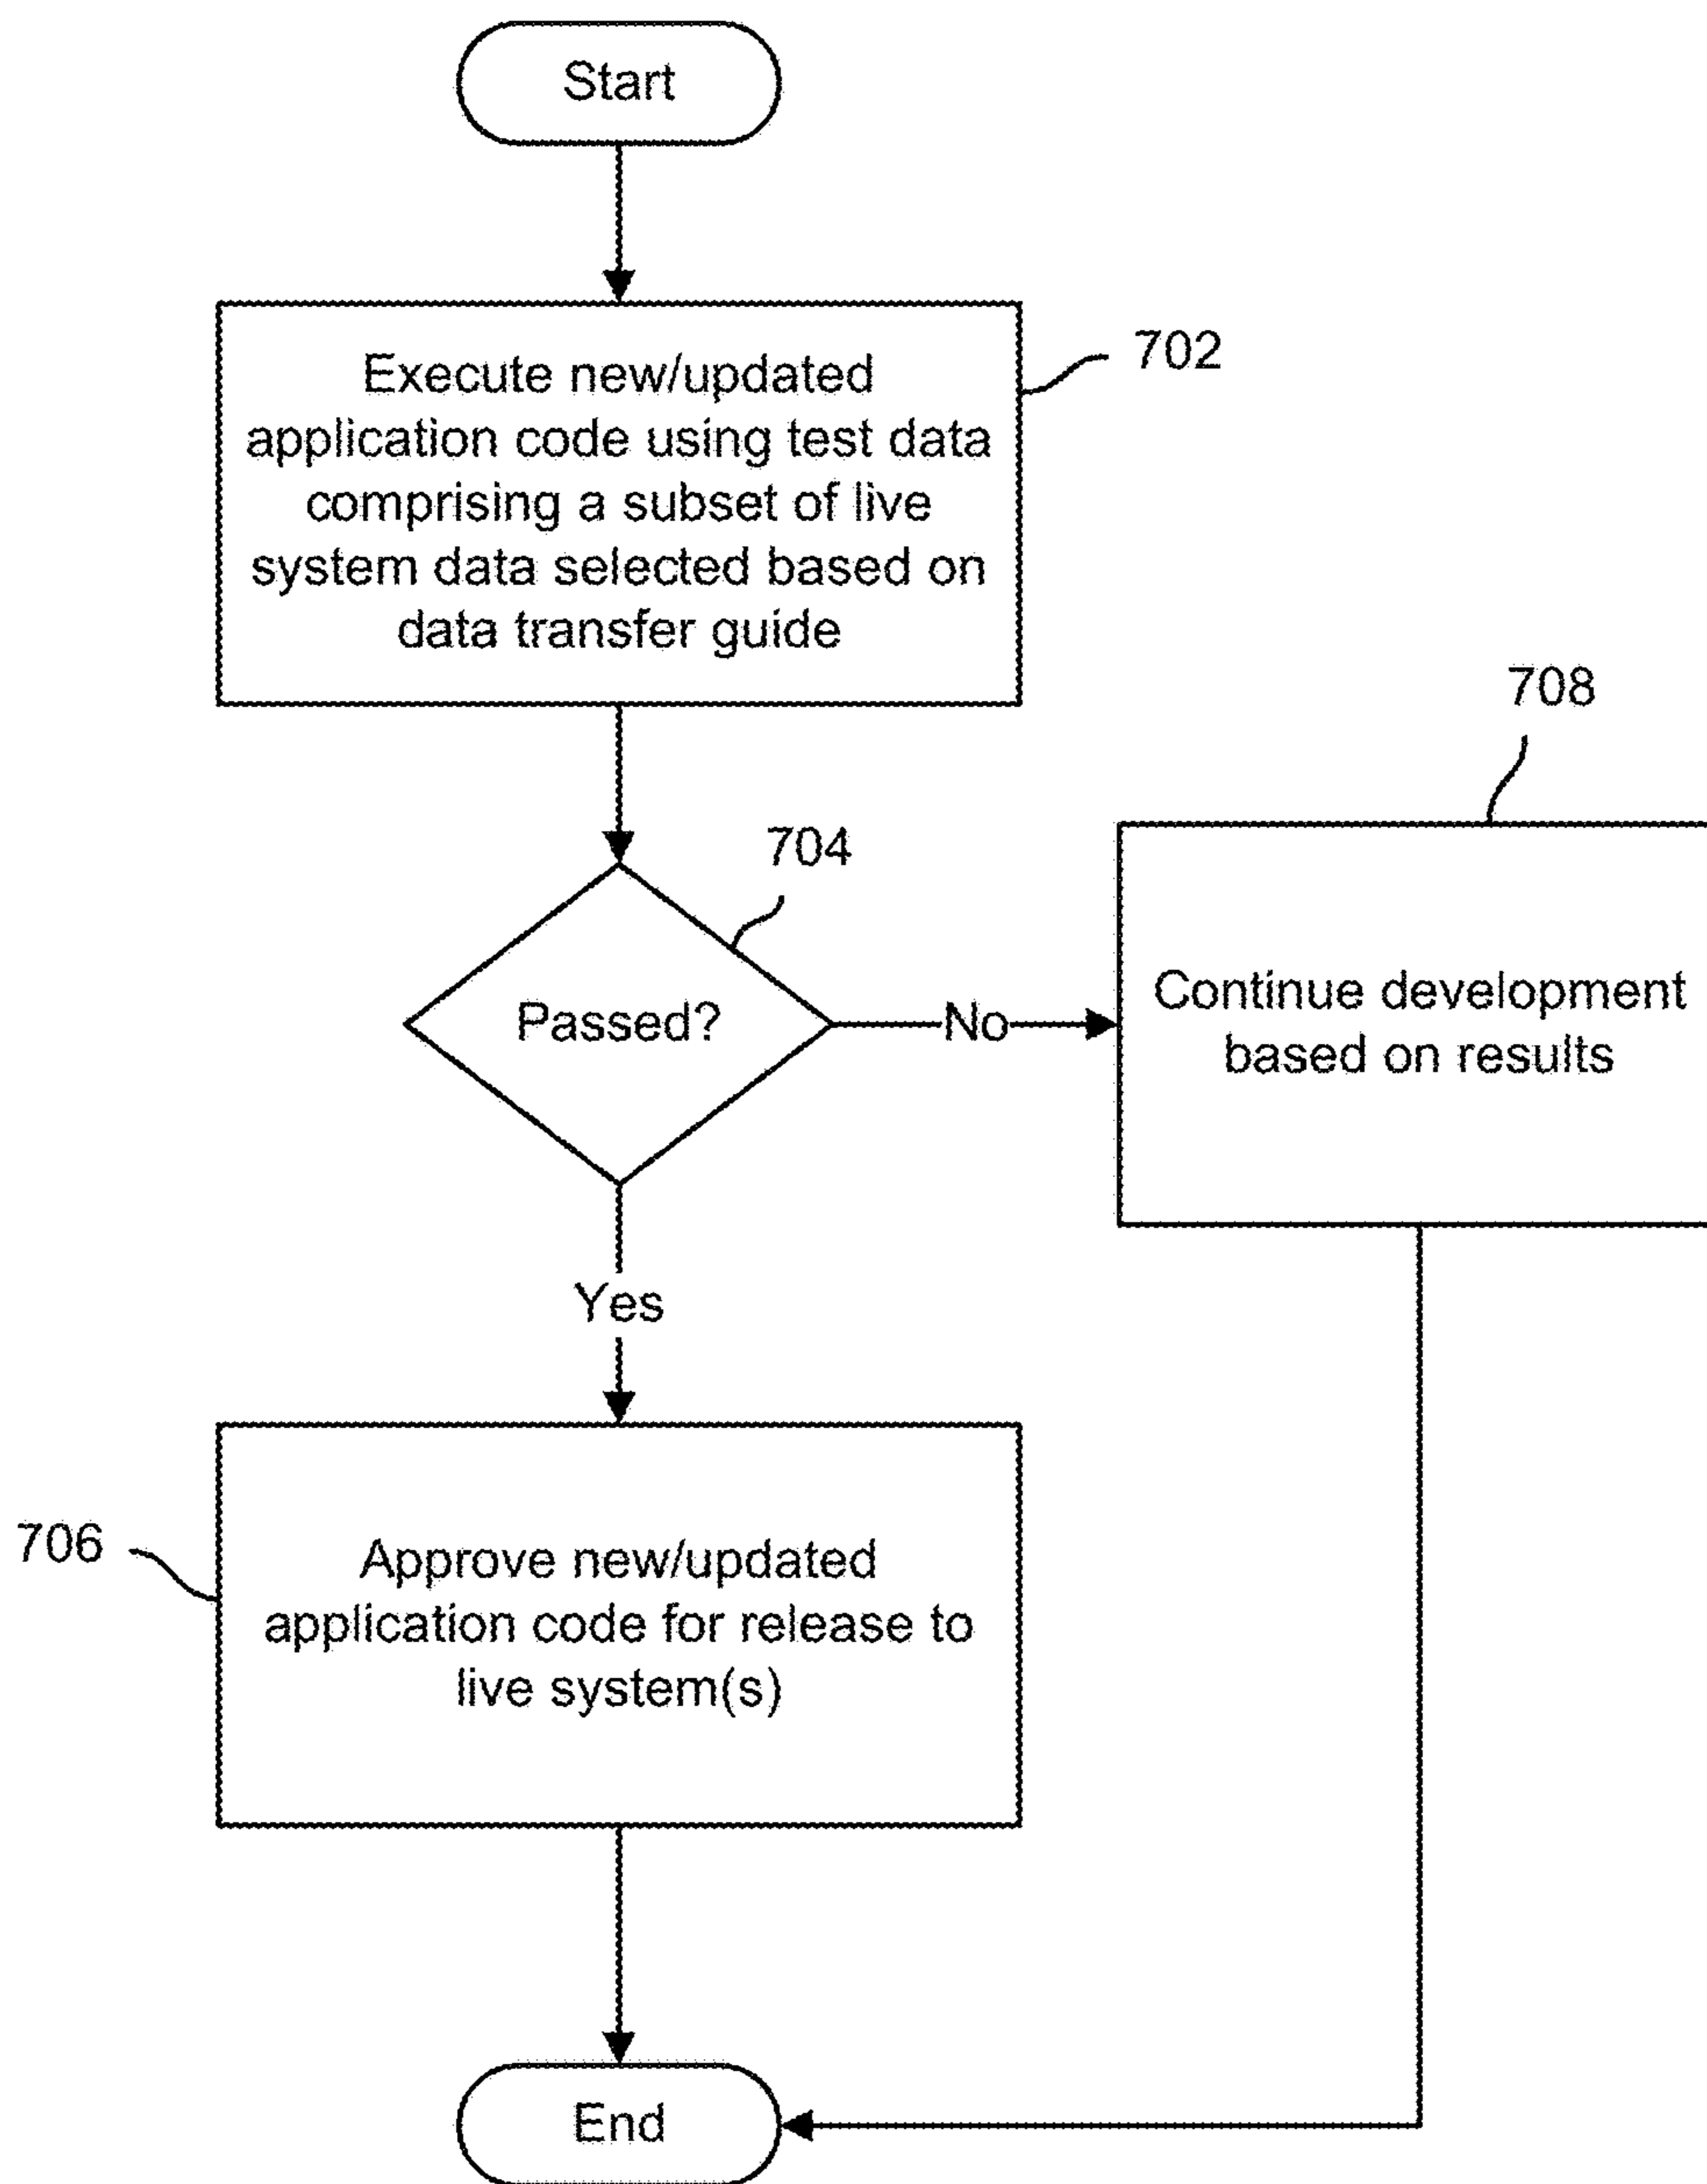 Start
Execute new/updated
application code using test data
comprising a subset of live
system data selected based on
data transfer guide
702
704
Passed?
No
708
Continue development
based on results
Yes
706
Approve new/updated
application code for release to
live system(s)
End